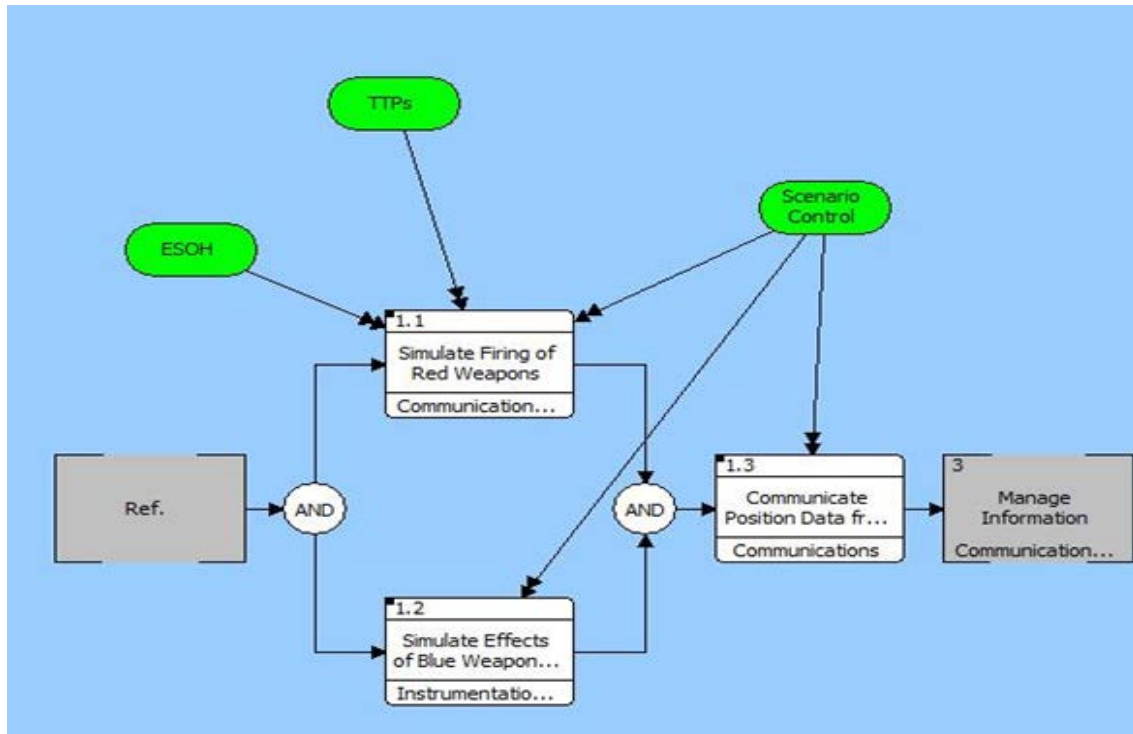 TTPs
Scenario
Control
ESOH
1.1
Simulate Firing of
Red Weapons
Communication...
Ref.
AND
AND
1.3
Communicate
Position Data fr...
Communications
3
Manage
Information
Communication...
1.2
Simulate Effects
of Blue Weapon...
Instrumentatio...